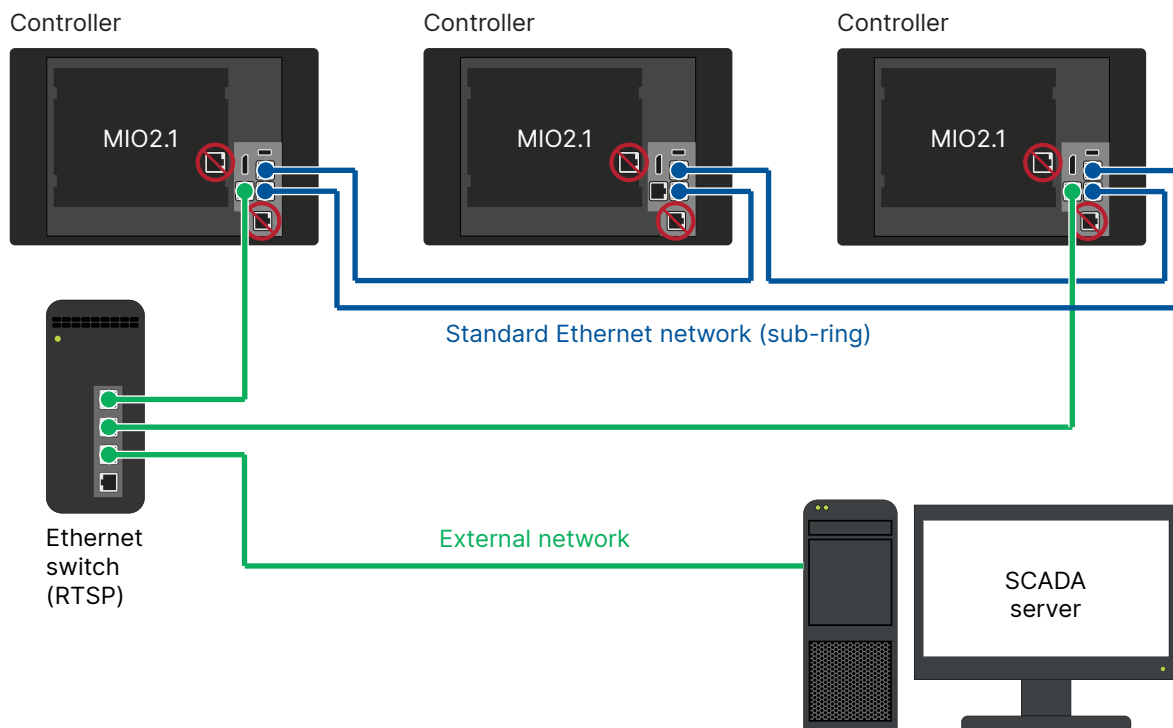 Controller
Controller
Controller
MIO2.1
MIO2.1
MIO2.1
Standard Ethernet network (sub-ring)
Ethernet
switch
(RTSP)
External network
SCADA
server